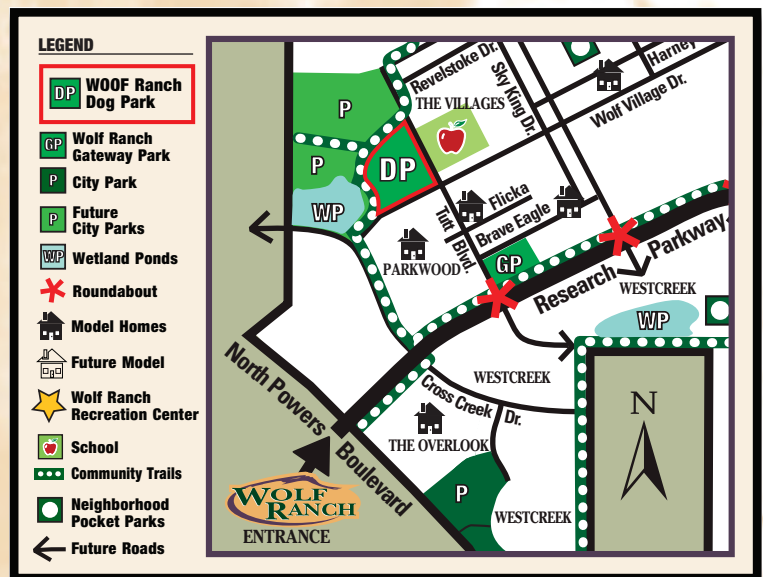 LEGEND
DP
WOOF Ranch
Dog Park
GP
Wolf Ranch
Gateway Park
P
City Park
P
Future
City Parks
WP
Wetland Ponds
Roundabout
Model Homes
Future Model
Wolf Ranch
Recreation Center
School
Community Trails
Neighborhood
Pocket Parks
Future Roads
Revelstoke Dr.
Sky King Dr.
Harney
Wolf Village Dr.
THE VILLAGES
P
P
DP
WP
Flicka
Brave Eagle
Tutt Blvd.
PARKWOOD
GP
Research Parkway
WESTCREEK
WP
North Powers Boulevard
Cross Creek Dr.
WESTCREEK
THE OVERLOOK
P
WESTCREEK
N
WOLF
RANCH
ENTRANCE